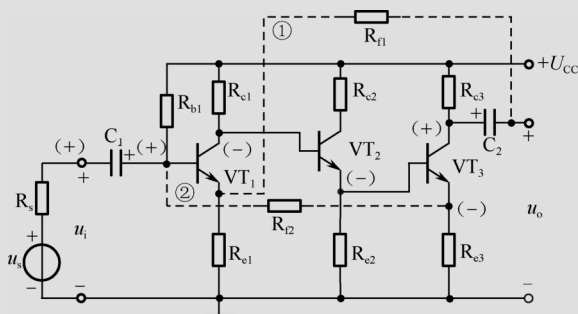 ①
R_f1
+U_CC
R_b1
R_c1
R_c2
R_c3
C_1
(+)
(+)
+
+
(−)
VT_1
VT_2
(−)
(+)
VT_3
+
C_2
+
②
R_s
+
u_s
−
u_i
−
R_f2
(−)
R_e1
R_e2
R_e3
u_o
−